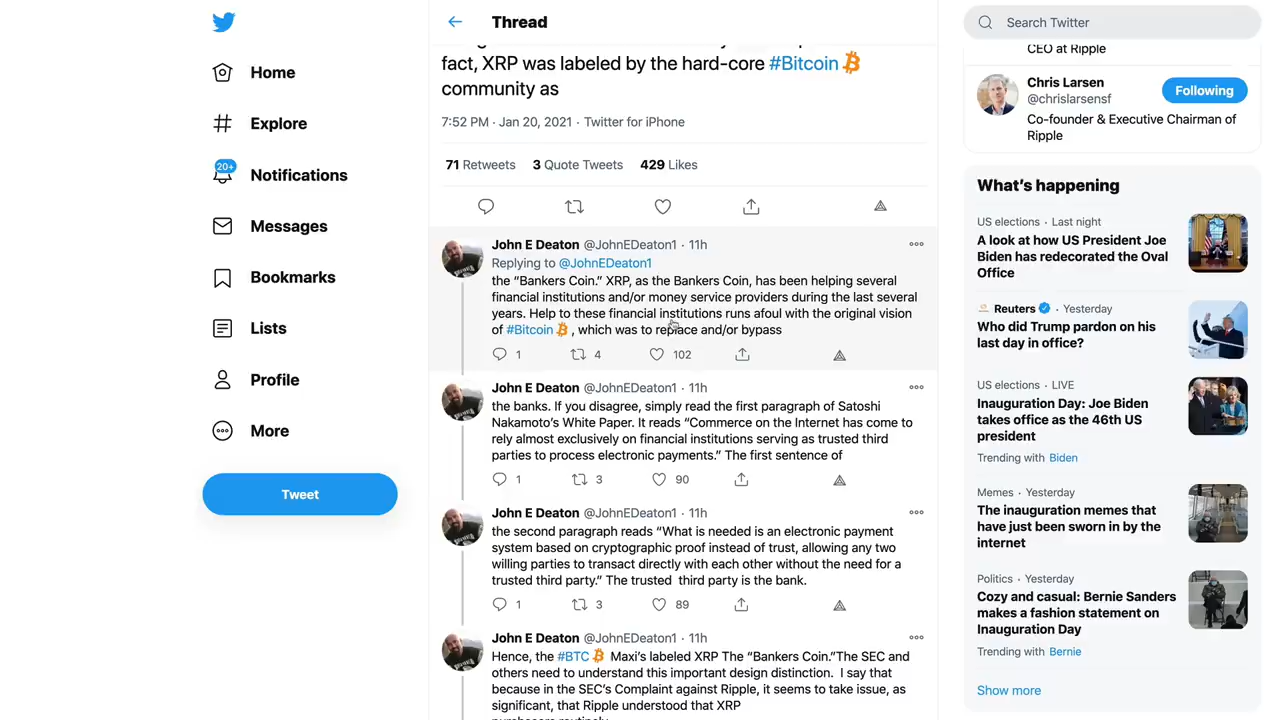 Home
Explore
20+
Notifications
Messages
Bookmarks
Lists
Profile
More
Tweet
Thread
fact, XRP was labeled by the hard-core #Bitcoin
community as
7:52 PM · Jan 20, 2021 · Twitter for iPhone
71 Retweets 3 Quote Tweets 429 Likes
John E Deaton @JohnEDeaton1 · 11h
Replying to @JohnEDeaton1
the “Bankers Coin.” XRP, as the Bankers Coin, has been helping several
financial institutions and/or money service providers during the last several
years. Help to these financial institutions runs afoul with the original vision
of #Bitcoin , which was to replace and/or bypass
1 4 102
John E Deaton @JohnEDeaton1 · 11h
the banks. If you disagree, simply read the first paragraph of Satoshi
Nakamoto’s White Paper. It reads “Commerce on the Internet has come to
rely almost exclusively on financial institutions serving as trusted third
parties to process electronic payments.” The first sentence of
1 3 90
John E Deaton @JohnEDeaton1 · 11h
the second paragraph reads “What is needed is an electronic payment
system based on cryptographic proof instead of trust, allowing any two
willing parties to transact directly with each other without the need for a
trusted third party.” The trusted third party is the bank.
1 3 89
John E Deaton @JohnEDeaton1 · 11h
Hence, the #BTC Maxi’s labeled XRP The “Bankers Coin.”The SEC and
others need to understand this important design distinction. I say that
because in the SEC’s Complaint against Ripple, it seems to take issue, as
significant, that Ripple understood that XRP
Search Twitter
CEO at Ripple
Chris Larsen
@chrislarsensf
Following
Co-founder & Executive Chairman of
Ripple
What’s happening
US elections · Last night
A look at how US President Joe
Biden has redecorated the Oval
Office
Reuters · Yesterday
Who did Trump pardon on his
last day in office?
US elections · LIVE
Inauguration Day: Joe Biden
takes office as the 46th US
president
Trending with Biden
Memes · Yesterday
The inauguration memes that
have just been sworn in by the
internet
Politics · Yesterday
Cozy and casual: Bernie Sanders
makes a fashion statement on
Inauguration Day
Trending with Bernie
Show more